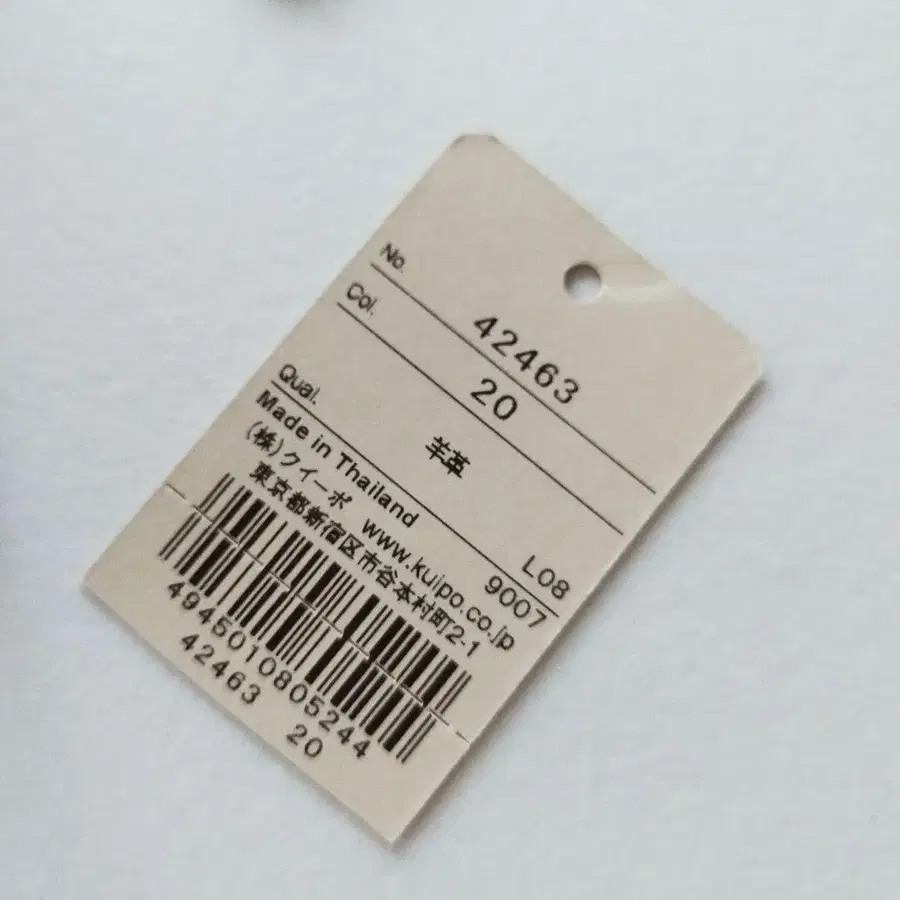 No. 42463
Col. 20
羊革
Qual. L08
Made in Thailand 9007
(株)クイーポ www.kuipo.co.jp
東京都新宿区市谷本村町2-1
4945010805244
42463 20